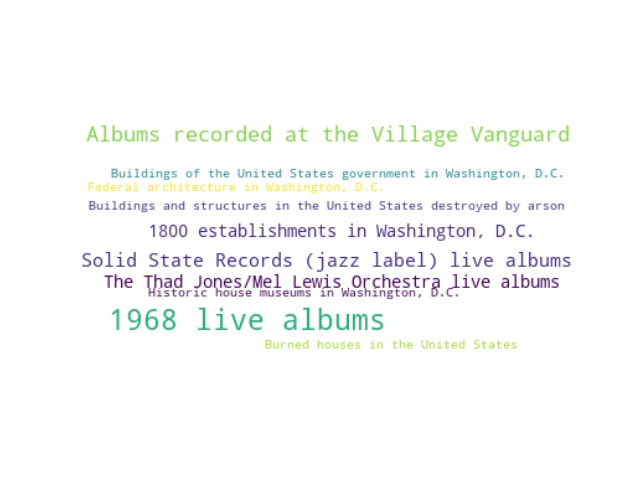 Albums recorded at the Village Vanguard
Buildings of the United States government in Washington, D.C.
Federal architecture in Washington, D.C.
Buildings and structures in the United States destroyed by arson
1800 establishments in Washington, D.C.
Solid State Records (jazz label) live albums
The Thad Jones/Mel Lewis Orchestra live albums
Historic house museums in Washington, D.C.
1968 live albums
Burned houses in the United States